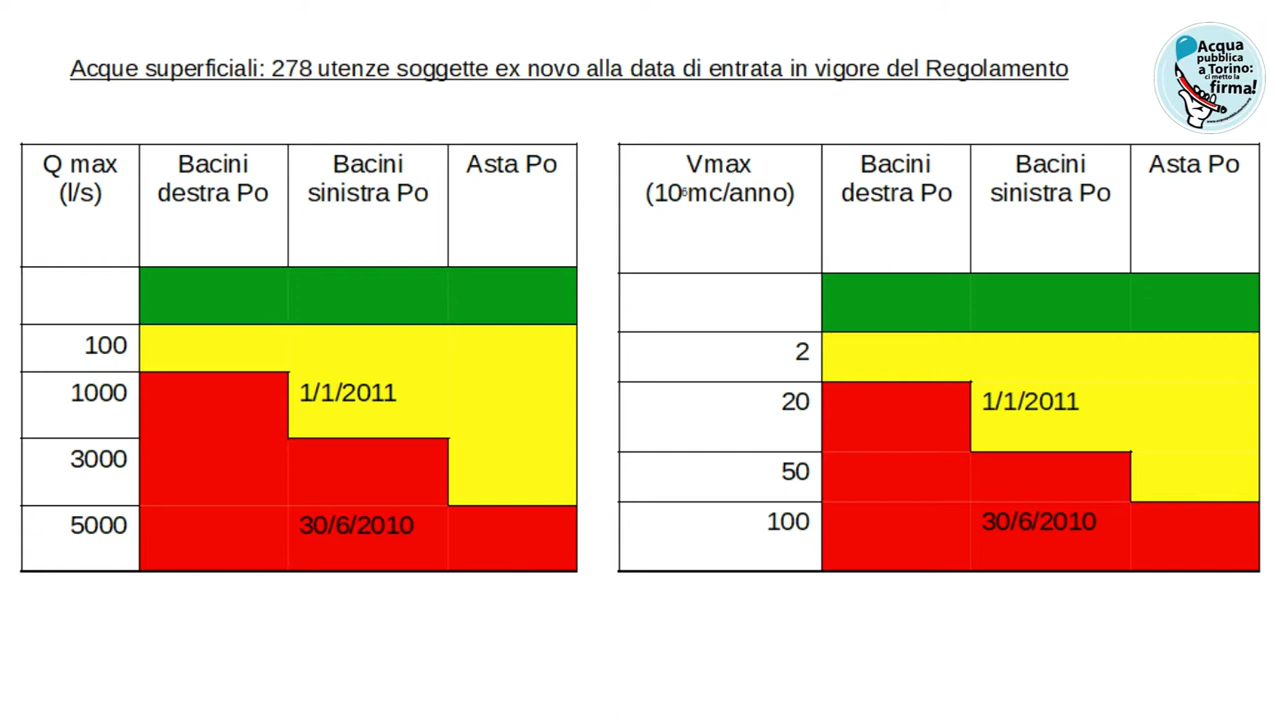 Acque superficiali: 278 utenze soggette ex novo alla data di entrata in vigore del Regolamento
Acqua
pubblica
a Torino:
ci metto la
firma!
Q max
(l/s)
Bacini
destra Po
Bacini
sinistra Po
Asta Po
100
1000
1/1/2011
3000
5000
30/6/2010
Vmax
(10⁶mc/anno)
Bacini
destra Po
Bacini
sinistra Po
Asta Po
2
20
1/1/2011
50
100
30/6/2010